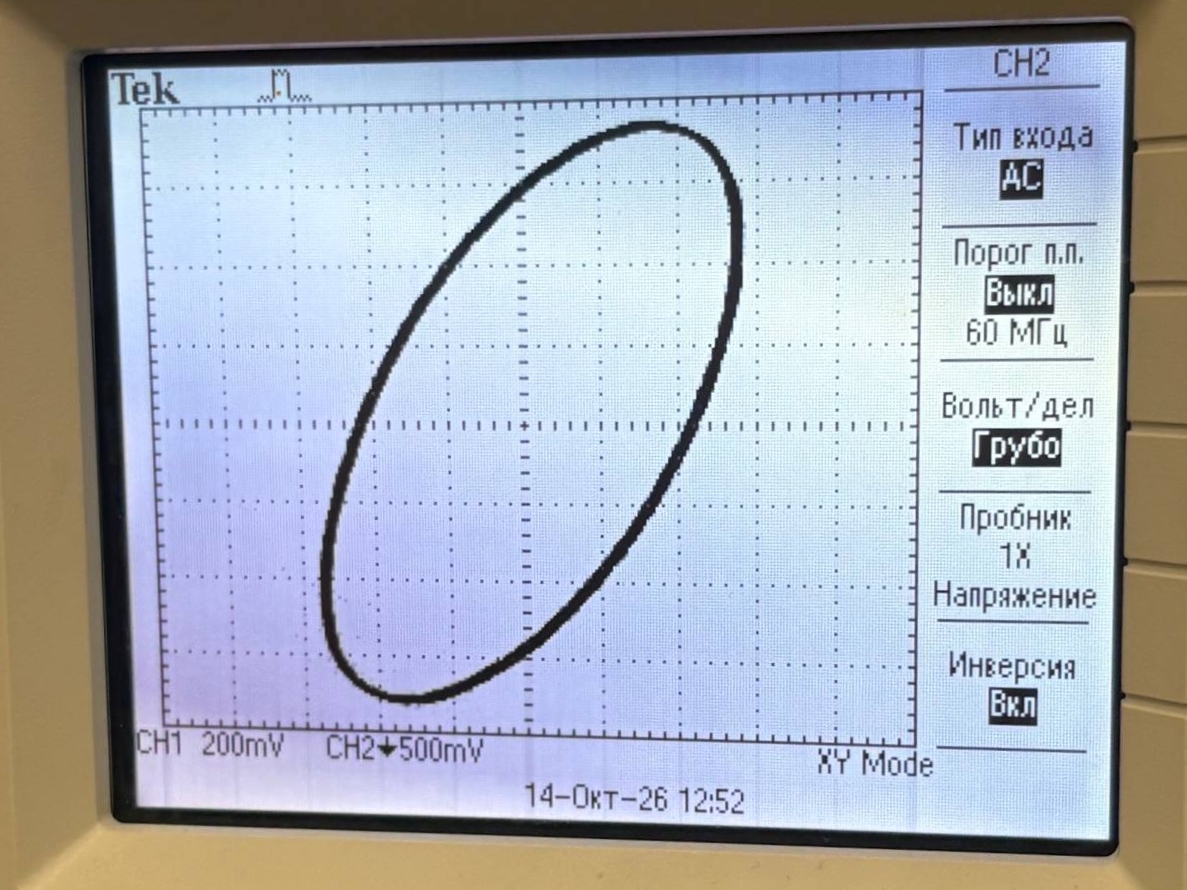 Tek
CH2
Тип входа
AC
Порог п.п.
Выкл
60 МГц
Вольт/дел
Грубо
Пробник
1X
Напряжение
Инверсия
Вкл
CH1 200mV CH2 500mV
XY Mode
14-Окт-26 12:52